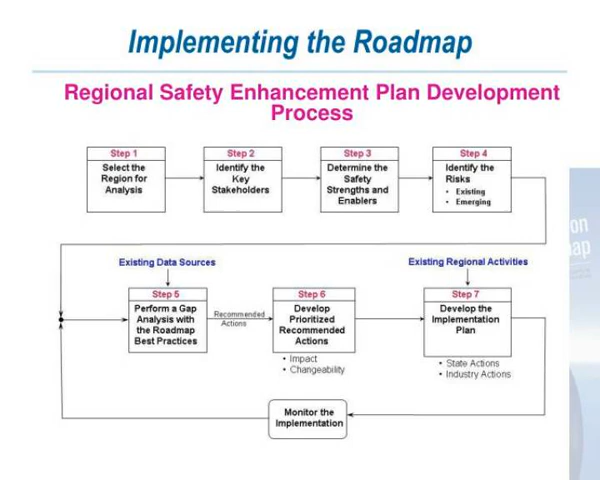 Implementing the Roadmap
Regional Safety Enhancement Plan Development
Process
Step 1
Select the
Region for
Analysis
Step 2
Identify the
Key
Stakeholders
Step 3
Determine the
Safety
Strengths and
Enablers
Step 4
Identify the
Risks
• Existing
• Emerging
Existing Data Sources
Existing Regional Activities
Step 5
Perform a Gap
Analysis with
the Roadmap
Best Practices
Recommended
Actions
Step 6
Develop
Prioritized
Recommended
Actions
• Impact
• Changeability
Step 7
Develop the
Implementation
Plan
• State Actions
• Industry Actions
Monitor the
Implementation
on
ap